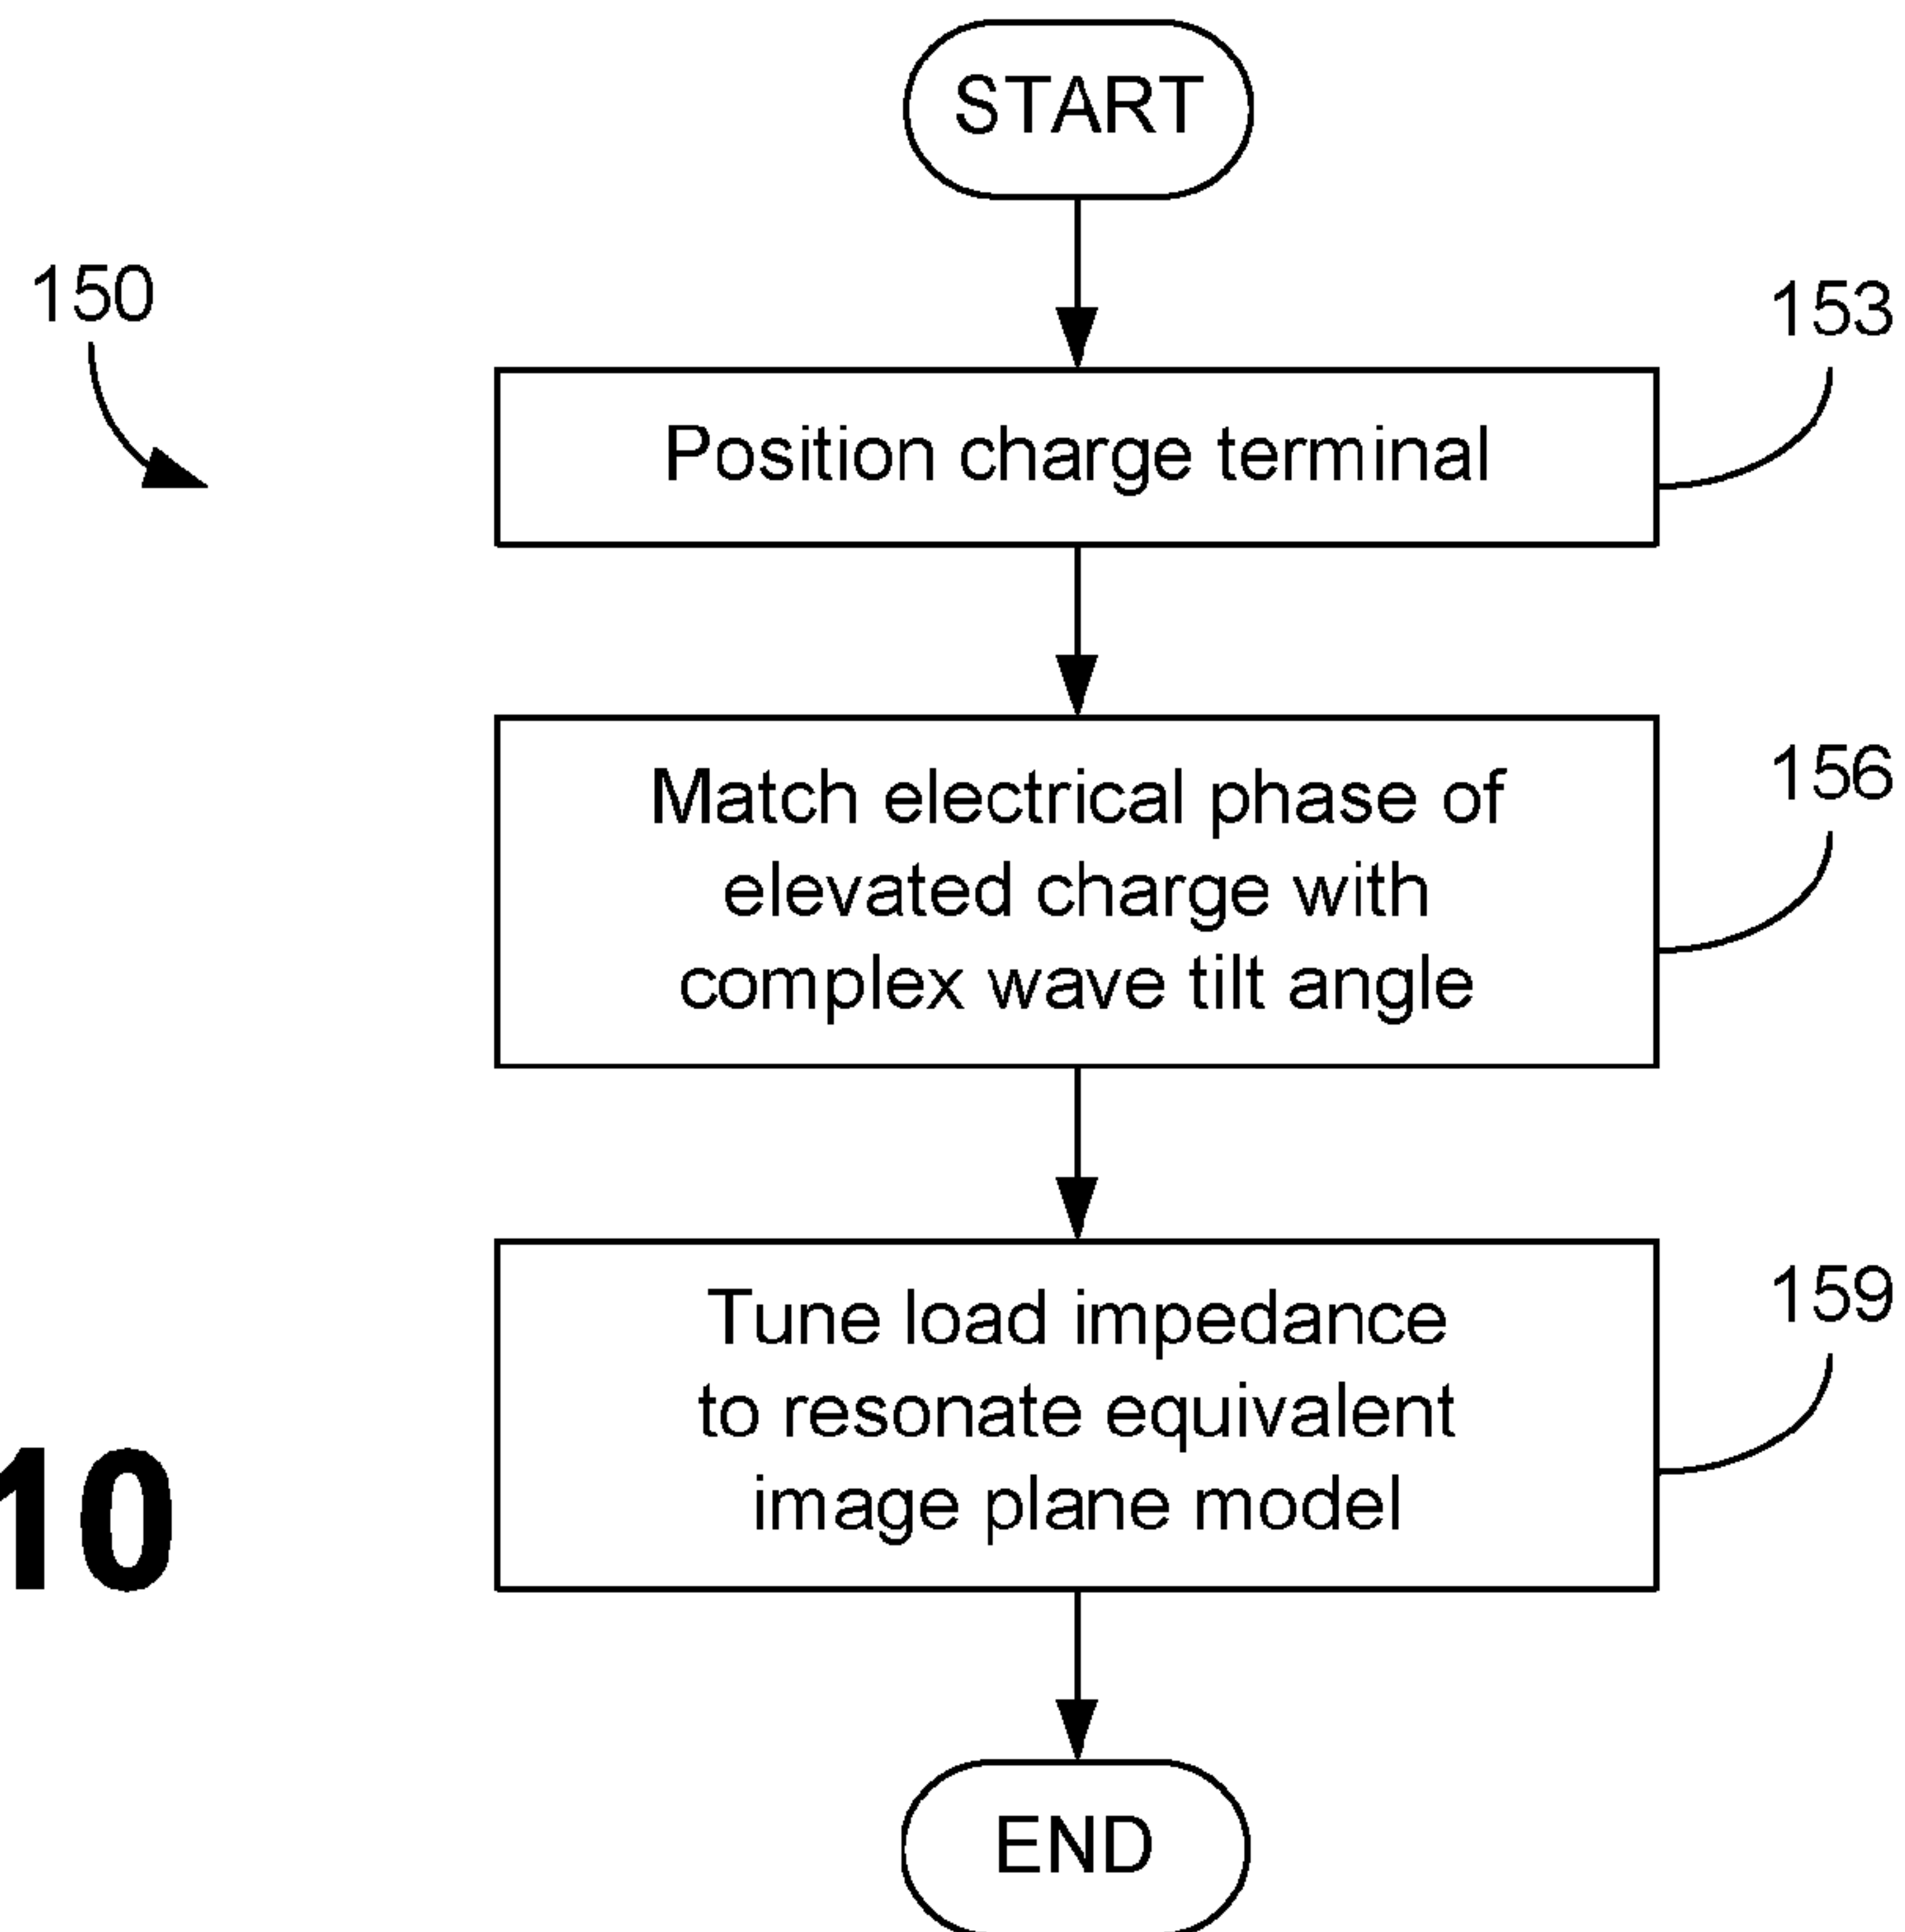 START
150
153
Position charge terminal
156
Match electrical phase of
elevated charge with
complex wave tilt angle
159
Tune load impedance
to resonate equivalent
image plane model
10
END